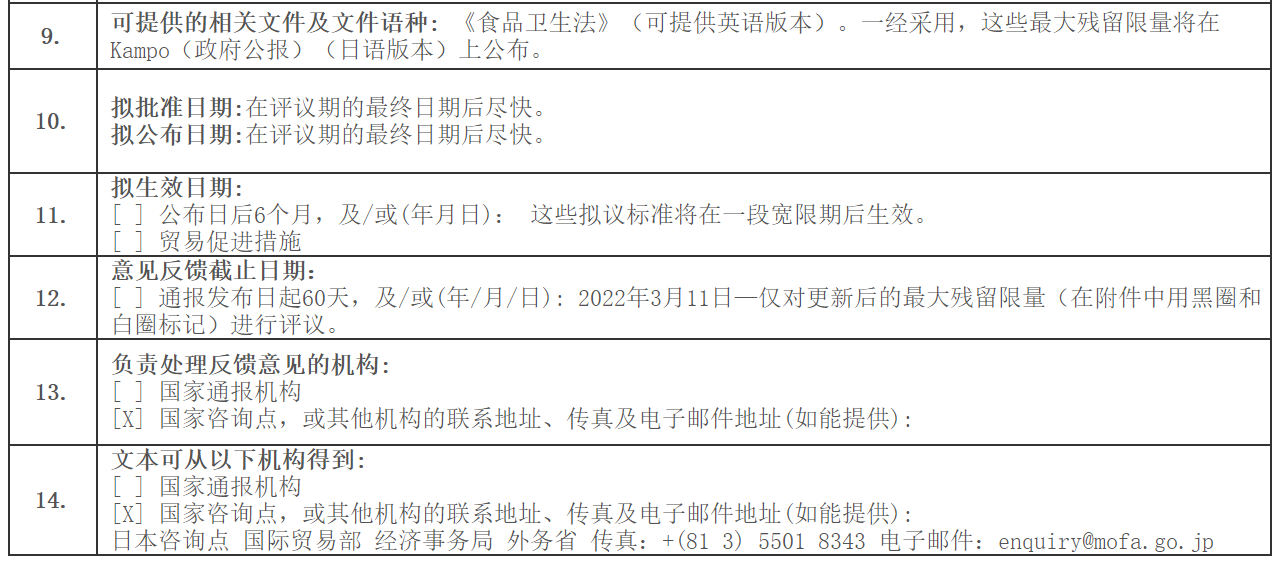 9.
可提供的相关文件及文件语种: 《食品卫生法》（可提供英语版本）。一经采用，这些最大残留限量将在
Kampo（政府公报）（日语版本）上公布。
10.
拟批准日期:在评议期的最终日期后尽快。
拟公布日期:在评议期的最终日期后尽快。
11.
拟生效日期:
[ ] 公布日后6个月，及/或(年月日)： 这些拟议标准将在一段宽限期后生效。
[ ] 贸易促进措施
12.
意见反馈截止日期：
[ ] 通报发布日起60天，及/或(年/月/日): 2022年3月11日—仅对更新后的最大残留限量（在附件中用黑圈和
白圈标记）进行评议。
13.
负责处理反馈意见的机构:
[ ] 国家通报机构
[X] 国家咨询点，或其他机构的联系地址、传真及电子邮件地址(如能提供):
14.
文本可从以下机构得到:
[ ] 国家通报机构
[X] 国家咨询点，或其他机构的联系地址、传真及电子邮件地址(如能提供):
日本咨询点 国际贸易部 经济事务局 外务省 传真：+(81 3) 5501 8343 电子邮件：enquiry@mofa.go.jp